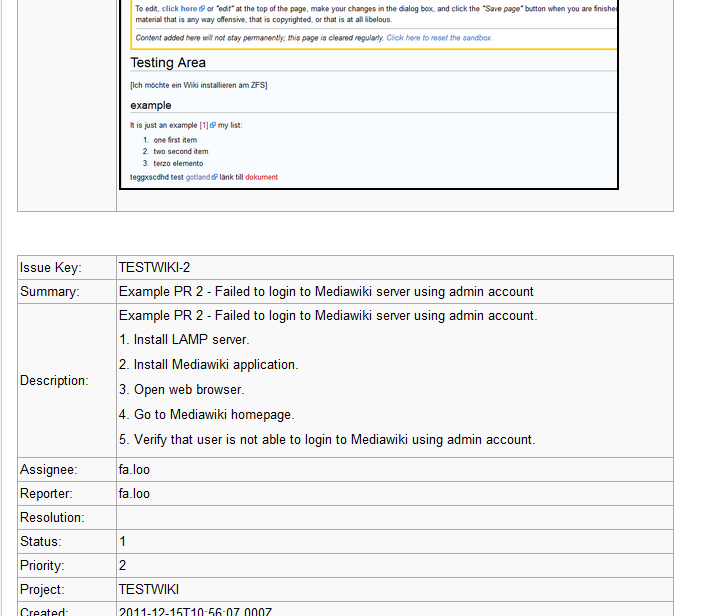 To edit, click here or "edit" at the top of the page, make your changes in the dialog box, and click the "Save page" button when you are finishe
material that is any way offensive, that is copyrighted, or that is at all libelous.
Content added here will not stay permanently; this page is cleared regularly. Click here to reset the sandbox.
Testing Area
[Ich möchte ein Wiki installieren am ZFS]
example
It is just an example [1] my list:
1. one first item
2. two second item
3. terzo elemento
teggxscdhd test gotland länk till dokument
Issue Key: TESTWIKI-2
Summary: Example PR 2 - Failed to login to Mediawiki server using admin account
Description: Example PR 2 - Failed to login to Mediawiki server using admin account.
1. Install LAMP server.
2. Install Mediawiki application.
3. Open web browser.
4. Go to Mediawiki homepage.
5. Verify that user is not able to login to Mediawiki using admin account.
Assignee: fa.loo
Reporter: fa.loo
Resolution:
Status: 1
Priority: 2
Project: TESTWIKI
Created: 2011-12-15T10:56:07.000Z